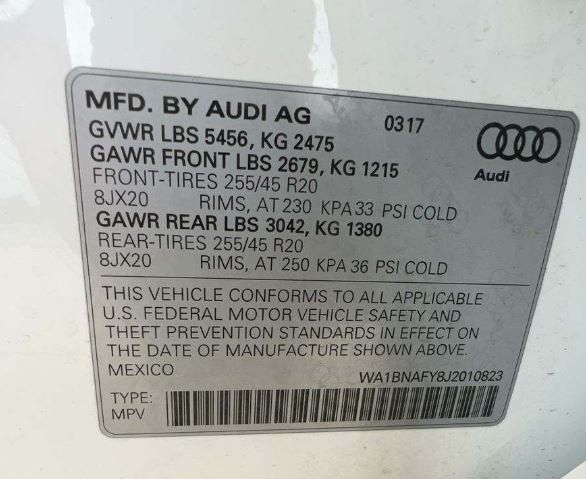 MFD. BY AUDI AG 0317
GVWR LBS 5456, KG 2475
GAWR FRONT LBS 2679, KG 1215
FRONT-TIRES 255/45 R20
8JX20 RIMS, AT 230 KPA 33 PSI COLD
GAWR REAR LBS 3042, KG 1380
REAR-TIRES 255/45 R20
8JX20 RIMS, AT 250 KPA 36 PSI COLD
Audi
THIS VEHICLE CONFORMS TO ALL APPLICABLE
U.S. FEDERAL MOTOR VEHICLE SAFETY AND
THEFT PREVENTION STANDARDS IN EFFECT ON
THE DATE OF MANUFACTURE SHOWN ABOVE.
MEXICO WA1BNAFY8J2010823
TYPE:
MPV